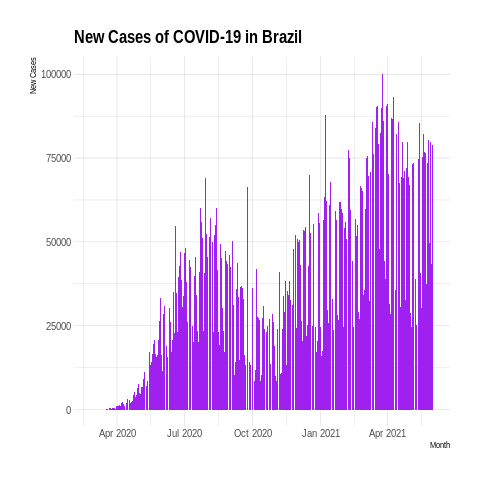 New Cases of COVID-19 in Brazil
New Cases
100000
75000
50000
25000
0
Apr 2020 Jul 2020 Oct 2020 Jan 2021 Apr 2021
Month